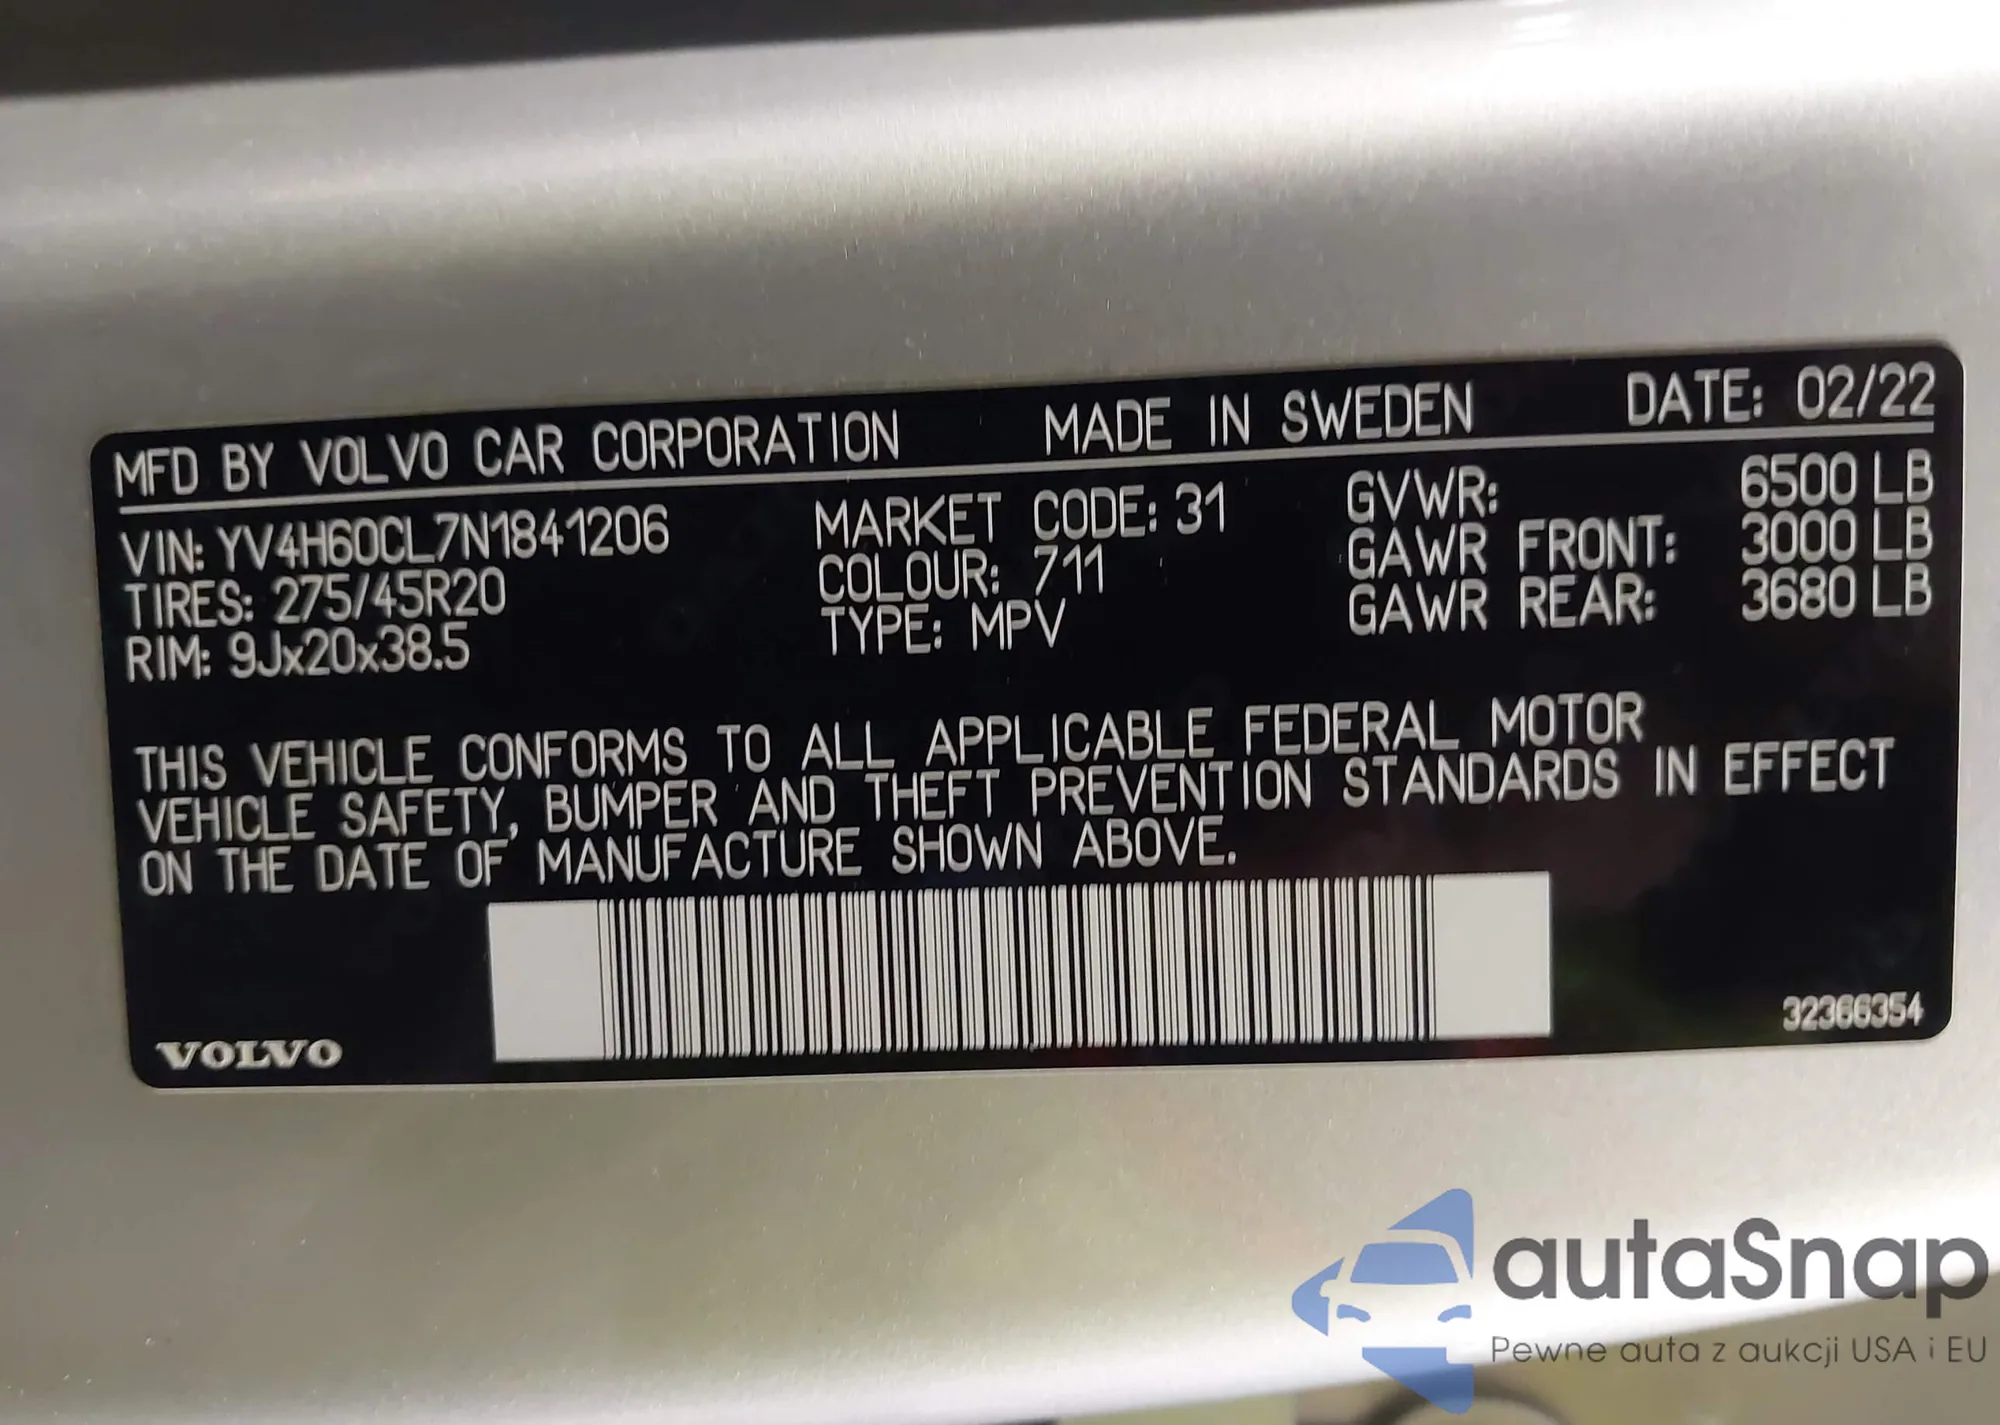 MFD BY VOLVO CAR CORPORATION MADE IN SWEDEN DATE: 02/22
VIN: YV4H60CL7N1841206 MARKET CODE: 31 GVWR: 6500 LB
TIRES: 275/45R20 COLOUR: 711 GAWR FRONT: 3000 LB
RIM: 9Jx20x38.5 TYPE: MPV GAWR REAR: 3680 LB
THIS VEHICLE CONFORMS TO ALL APPLICABLE FEDERAL MOTOR
VEHICLE SAFETY, BUMPER AND THEFT PREVENTION STANDARDS IN EFFECT
ON THE DATE OF MANUFACTURE SHOWN ABOVE.
32366354
VOLVO
autaSnap
Pewne auta z aukcji USA i EU